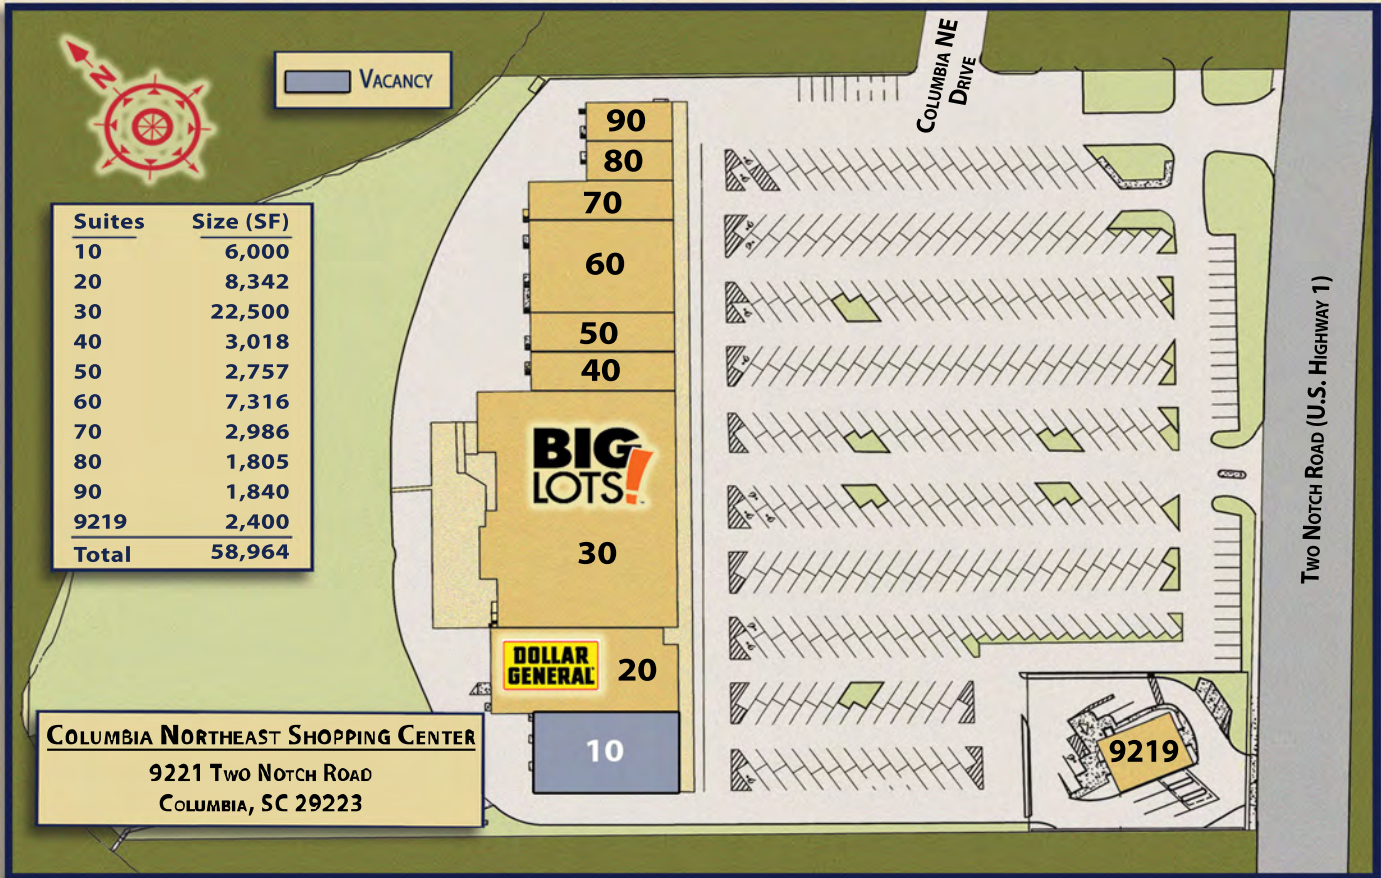 N
VACANCY
COLUMBIA NE
DRIVE
Suites Size (SF)
10 6,000
20 8,342
30 22,500
40 3,018
50 2,757
60 7,316
70 2,986
80 1,805
90 1,840
9219 2,400
Total 58,964
90
80
70
60
50
40
BIG
LOTS!
30
DOLLAR
GENERAL
20
10
9219
TWO NOTCH ROAD (U.S. HIGHWAY 1)
COLUMBIA NORTHEAST SHOPPING CENTER
9221 TWO NOTCH ROAD
COLUMBIA, SC 29223